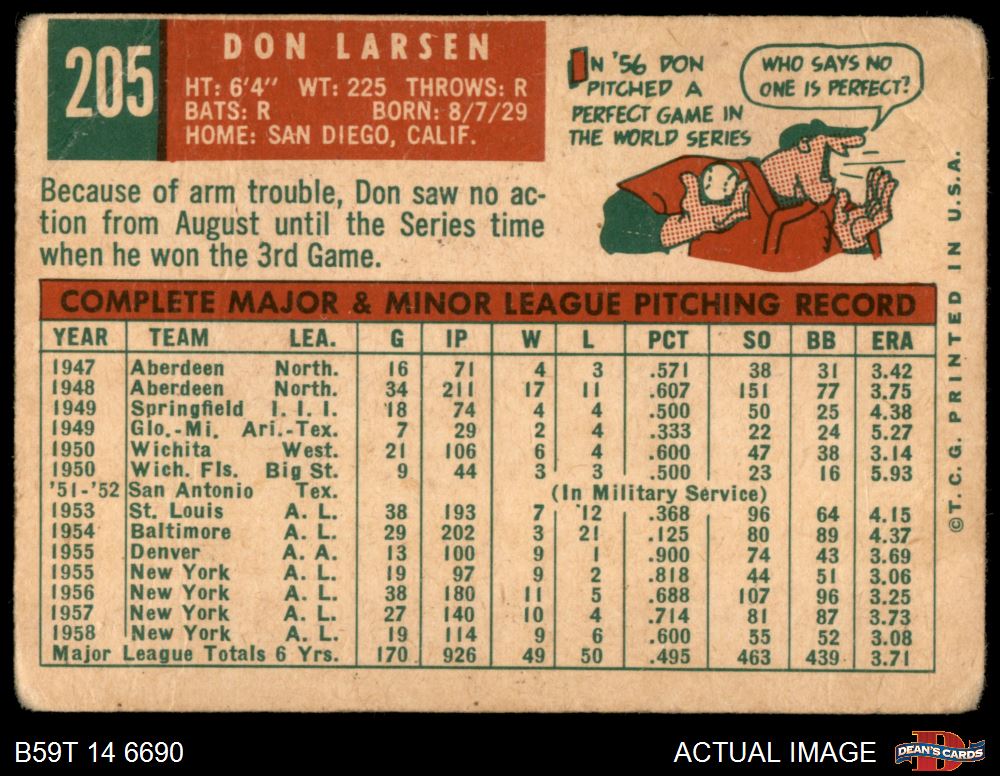 205
DON LARSEN
HT: 6'4" WT: 225 THROWS: R
BATS: R BORN: 8/7/29
HOME: SAN DIEGO, CALIF.
IN '56 DON
PITCHED A
PERFECT GAME IN
THE WORLD SERIES
WHO SAYS NO
ONE IS PERFECT?
Because of arm trouble, Don saw no ac-
tion from August until the Series time
when he won the 3rd Game.
COMPLETE MAJOR & MINOR LEAGUE PITCHING RECORD
YEAR TEAM LEA. G IP W L PCT SO BB ERA
1947 Aberdeen North. 16 71 4 3 .571 38 31 3.42
1948 Aberdeen North. 34 211 17 11 .607 151 77 3.75
1949 Springfield I. I. I. 18 74 4 4 .500 50 25 4.38
1949 Glo.-Mi. Ari.-Tex. 7 29 2 4 .333 22 24 5.27
1950 Wichita West. 21 106 6 4 .600 47 38 3.14
1950 Wich. Fls. Big St. 9 44 3 3 .500 23 16 5.93
'51-'52 San Antonio Tex. (In Military Service)
1953 St. Louis A. L. 38 193 7 12 .368 96 64 4.15
1954 Baltimore A. L. 29 202 3 21 .125 80 89 4.37
1955 Denver A. A. 13 100 9 1 .900 74 43 3.69
1955 New York A. L. 19 97 9 2 .818 44 51 3.06
1956 New York A. L. 38 180 11 5 .688 107 96 3.25
1957 New York A. L. 27 140 10 4 .714 81 87 3.73
1958 New York A. L. 19 114 9 6 .600 55 52 3.08
Major League Totals 6 Yrs. 170 926 49 50 .495 463 439 3.71
©T.C.G. PRINTED IN U.S.A.
B59T 14 6690
ACTUAL IMAGE
DEAN'S CARDS